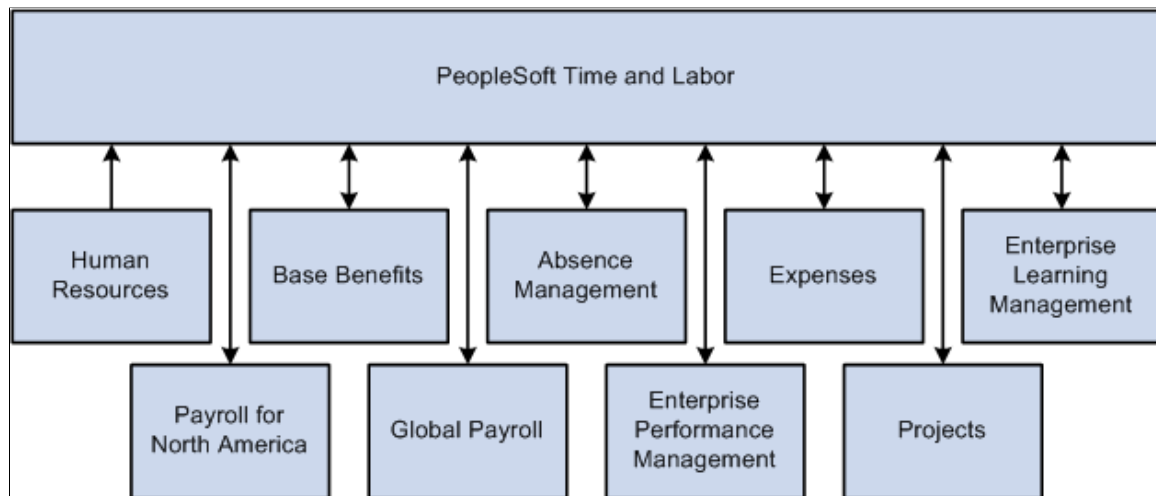 PeopleSoft Time and Labor
Human
Resources
Base Benefits
Absence
Management
Expenses
Enterprise
Learning
Management
Payroll for
North America
Global Payroll
Enterprise
Performance
Management
Projects